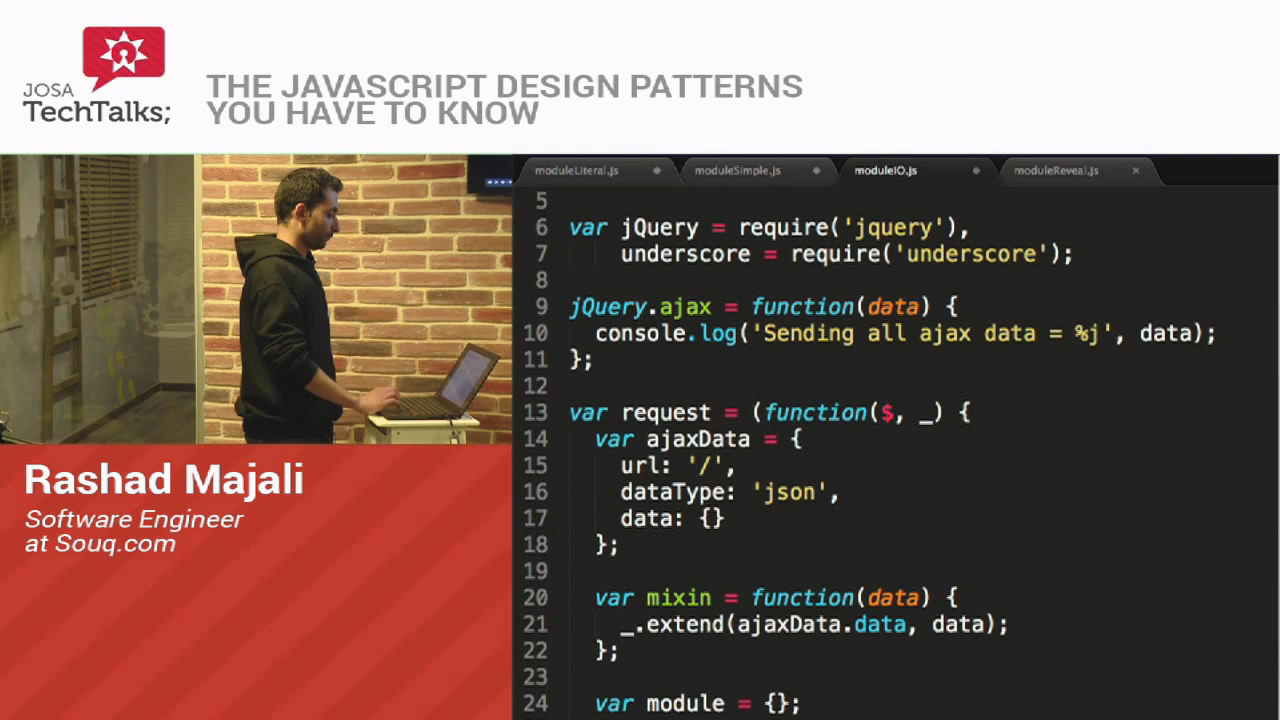 JOSA
TechTalks;
THE JAVASCRIPT DESIGN PATTERNS
YOU HAVE TO KNOW
moduleLiteral.js
moduleSimple.js
moduleIO.js
moduleReveal.js
5
6 var jQuery = require('jquery'),
7 underscore = require('underscore');
8
9 jQuery.ajax = function(data) {
10 console.log('Sending all ajax data = %j', data);
11 };
12
13 var request = (function($, _) {
14 var ajaxData = {
15 url: '/',
16 dataType: 'json',
17 data: {}
18 };
19
20 var mixin = function(data) {
21 _.extend(ajaxData.data, data);
22 };
23
24 var module = {};
Rashad Majali
Software Engineer
at Souq.com